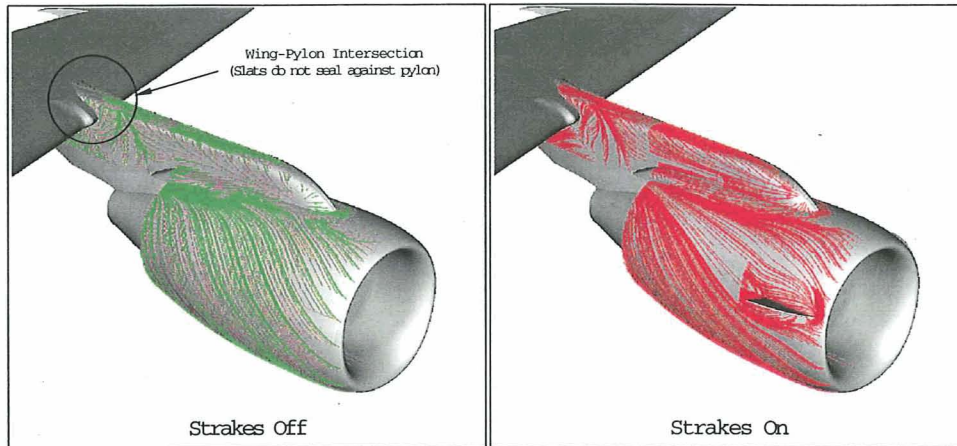 Wing-Pylon Intersection
(Slats do not seal against pylon)
Strakes Off
Strakes On